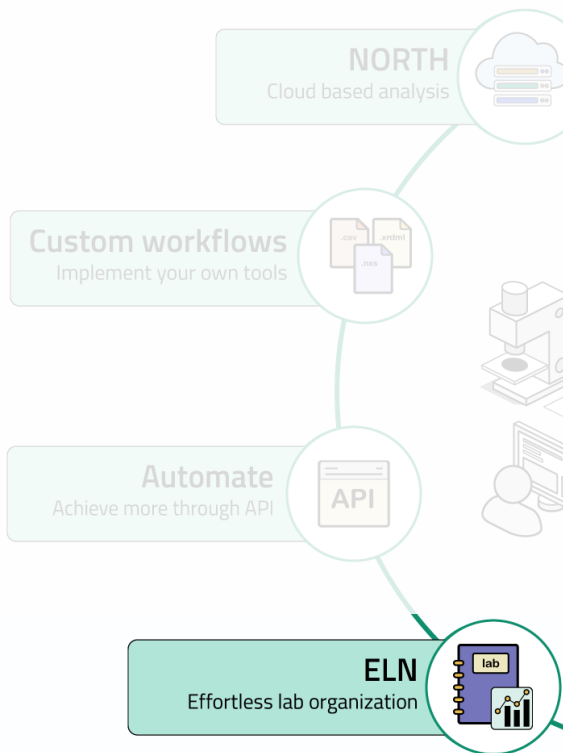 NORTH
Cloud based analysis
Custom workflows
Implement your own tools
.csv
.xrdml
.nxs
Automate
Achieve more through API
API
ELN
Effortless lab organization
lab